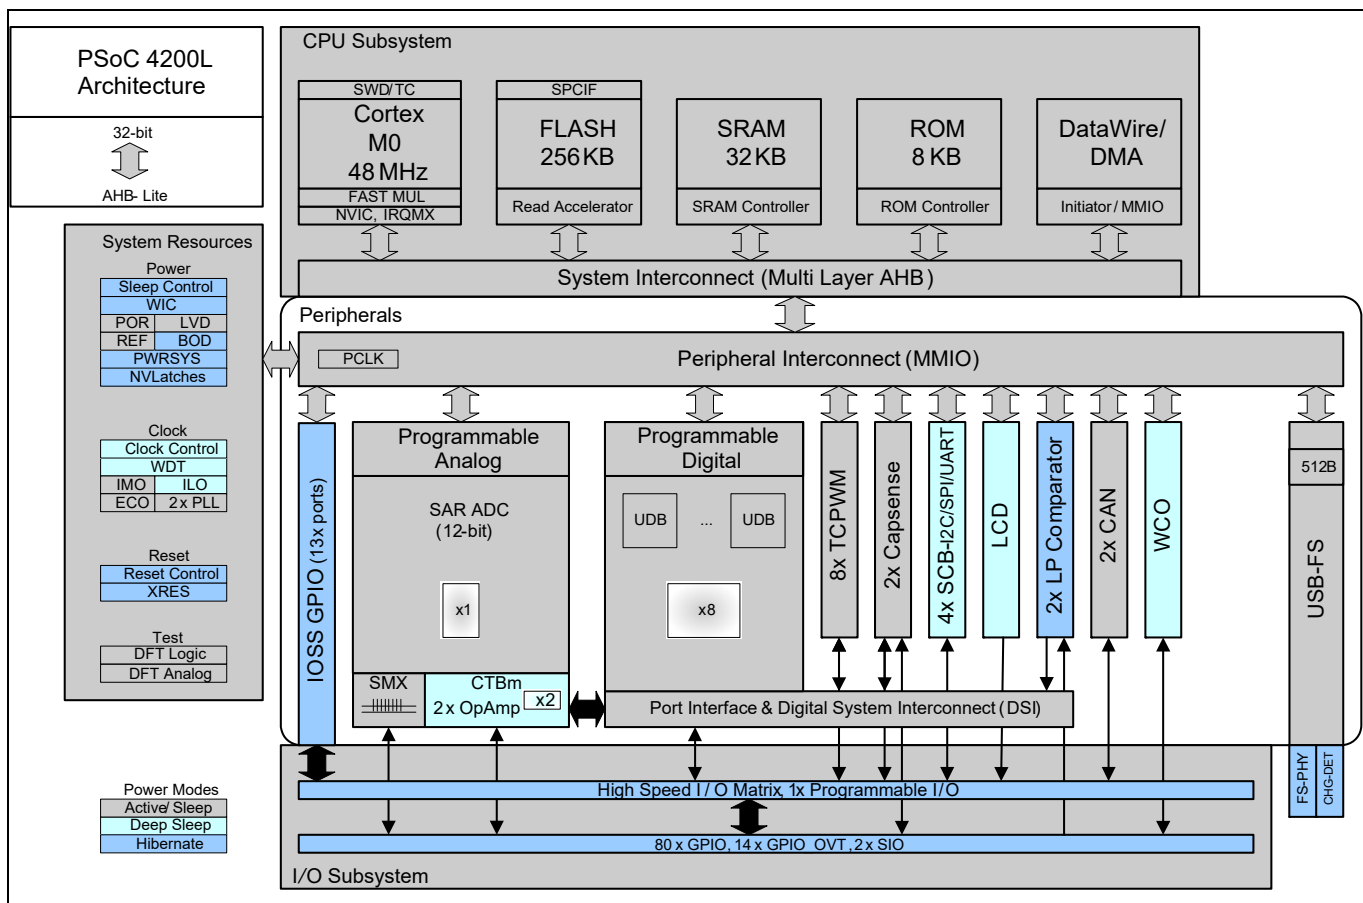 PSoC 4200L
Architecture
32-bit
AHB- Lite
CPU Subsystem
SWD/TC
Cortex
M0
48 MHz
FAST MUL
NVIC, IRQMX
SPCIF
FLASH
256 KB
Read Accelerator
SRAM
32 KB
SRAM Controller
ROM
8 KB
ROM Controller
DataWire/
DMA
Initiator / MMIO
System Interconnect (Multi Layer AHB)
System Resources
Power
Sleep Control
WIC
POR LVD
REF BOD
PWRSYS
NVLatches
Clock
Clock Control
WDT
IMO ILO
ECO 2x PLL
Reset
Reset Control
XRES
Test
DFT Logic
DFT Analog
Peripherals
PCLK
Peripheral Interconnect (MMIO)
IOSS GPIO (13x ports)
Programmable
Analog
SAR ADC
(12-bit)
x1
SMX
CTBm
2x OpAmp
x2
Programmable
Digital
UDB ... UDB
x8
Port Interface & Digital System Interconnect (DSI)
8x TCPWM
2x Capsense
4x SCB-I2C/SPI/UART
LCD
2x LP Comparator
2x CAN
WCO
512B
USB-FS
FS-PHY
CHG-DET
High Speed I / O Matrix, 1x Programmable I/O
80x GPIO, 14x GPIO_OVT, 2x SIO
I/O Subsystem
Power Modes
Active/ Sleep
Deep Sleep
Hibernate